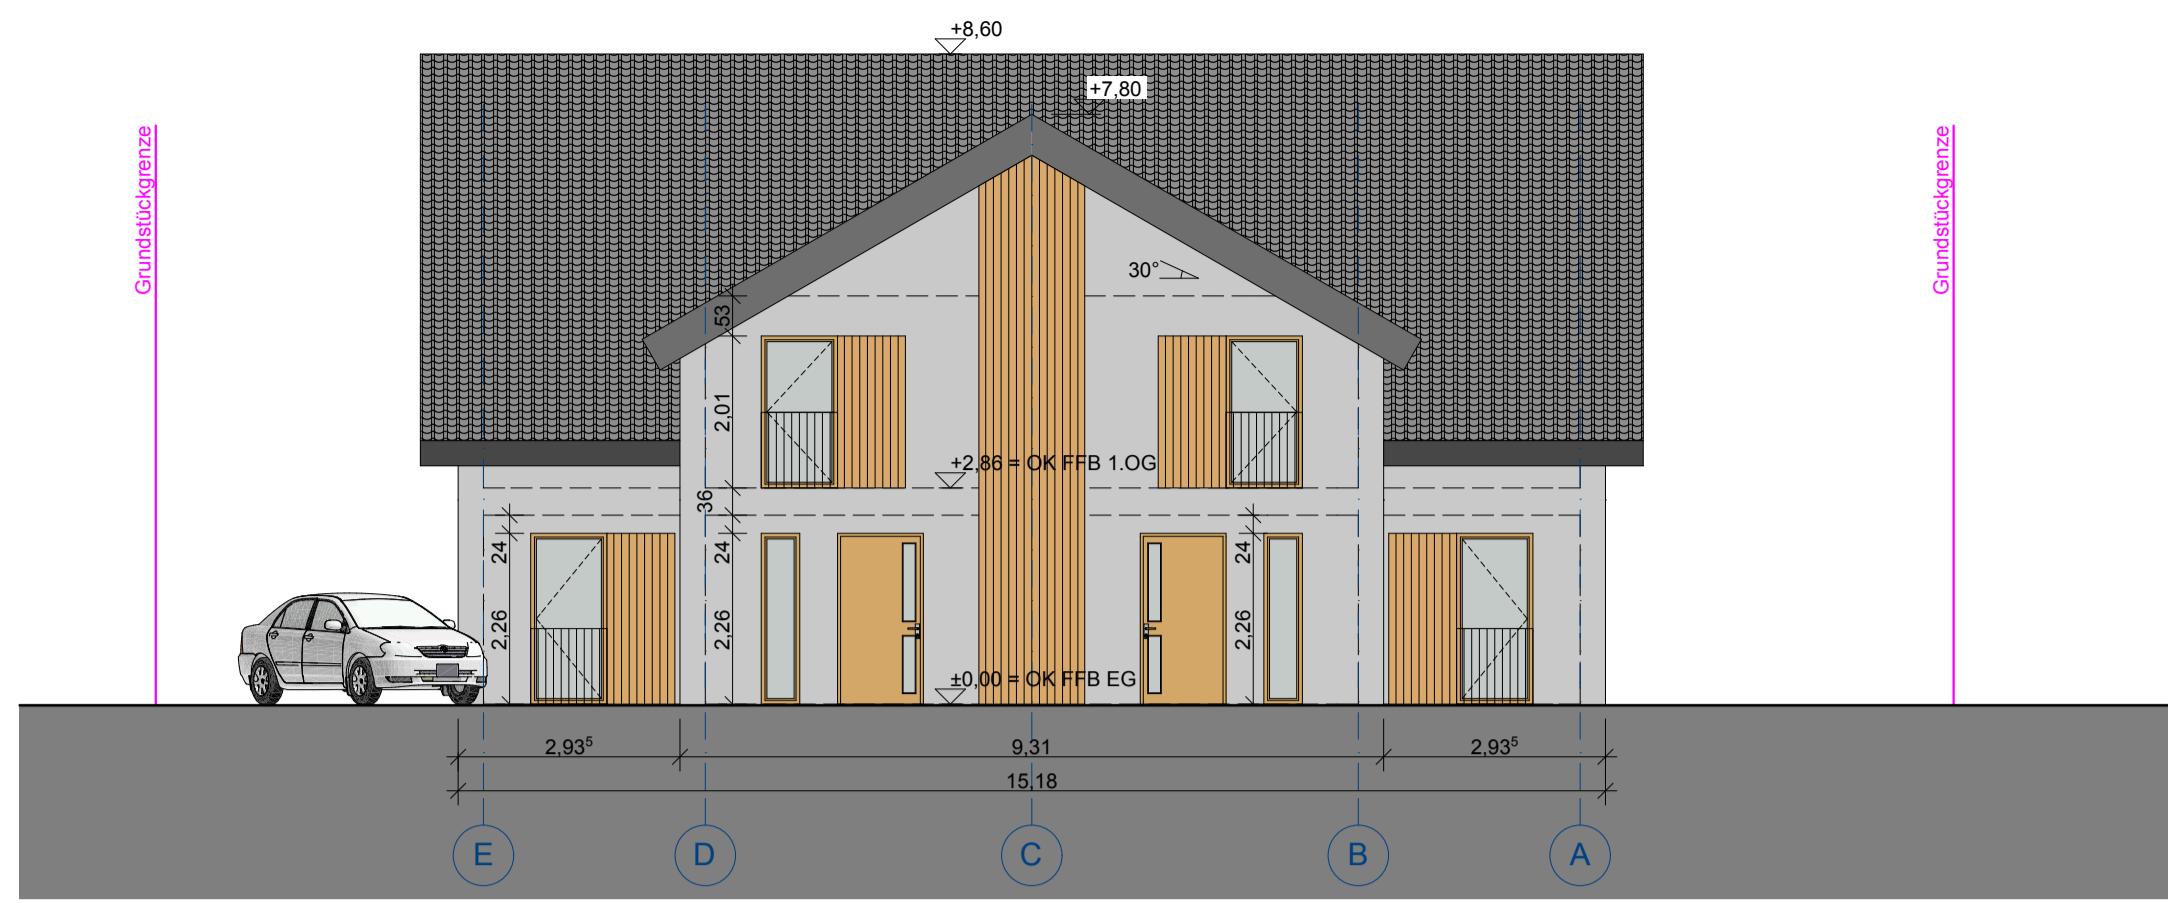 +8,60
+7,80
Grundstückgrenze
Grundstückgrenze
30°
53
2,01
+2,86 = OK FFB 1.OG
36
24
24
24
2,26
2,26
2,26
±0,00 = OK FFB EG
2,93⁵
9,31
2,93⁵
15,18
E
D
C
B
A